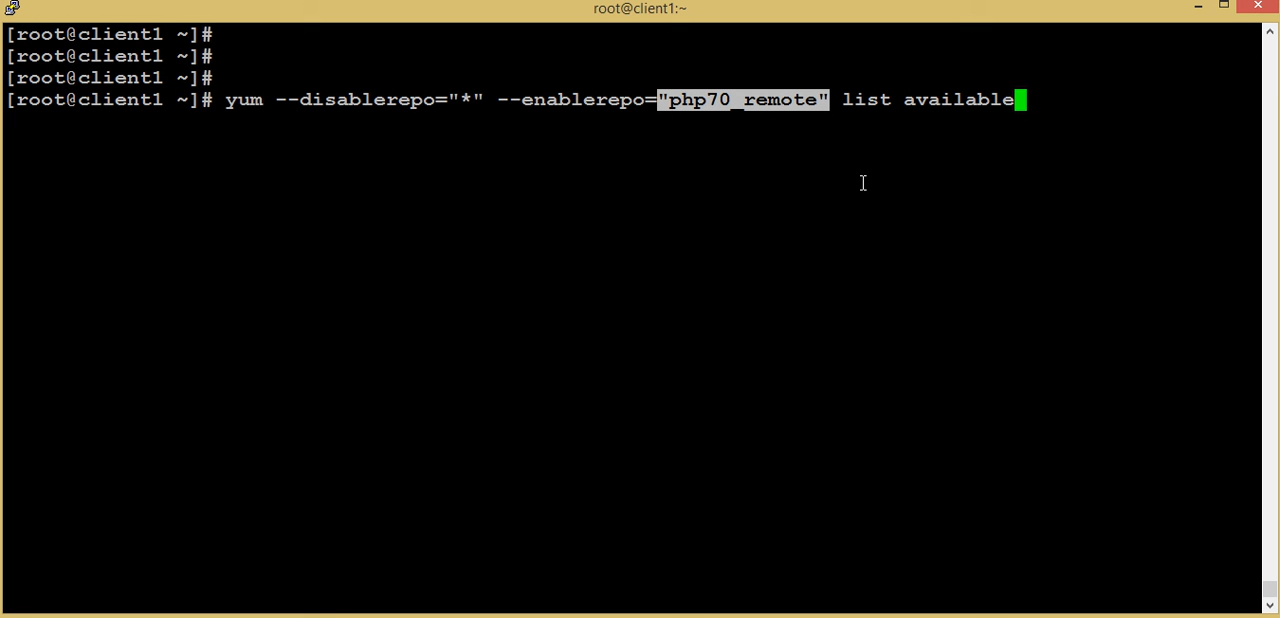 root@client1:~
[root@client1 ~]#
[root@client1 ~]#
[root@client1 ~]#
[root@client1 ~]# yum --disablerepo="*" --enablerepo="php70_remote" list available